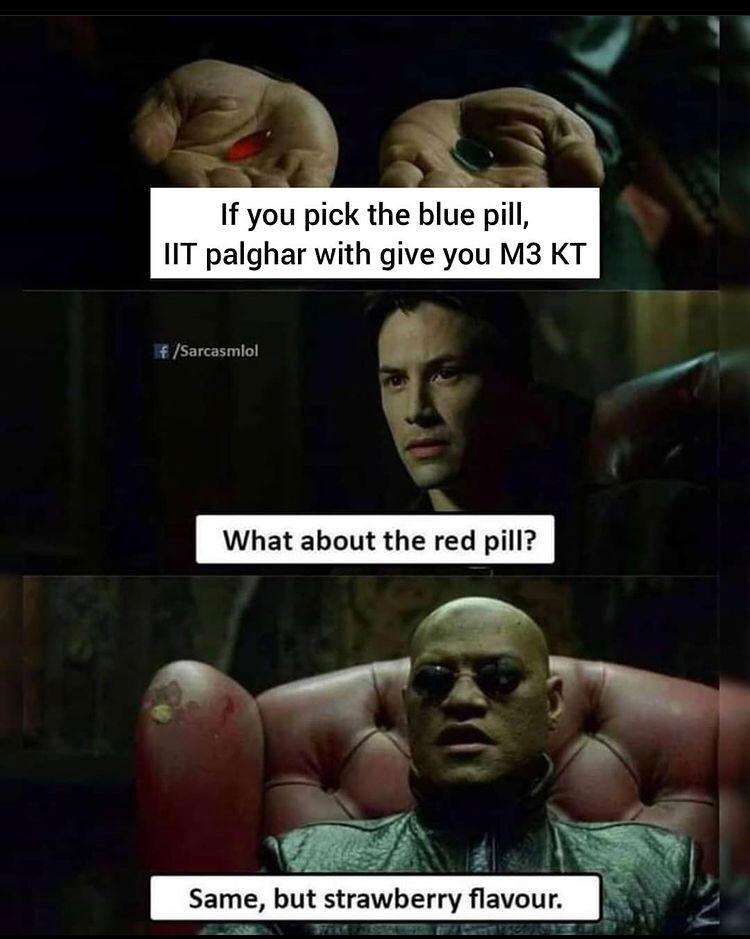 If you pick the blue pill,
IIT palghar with give you M3 KT
f /Sarcasmlol
What about the red pill?
Same, but strawberry flavour.